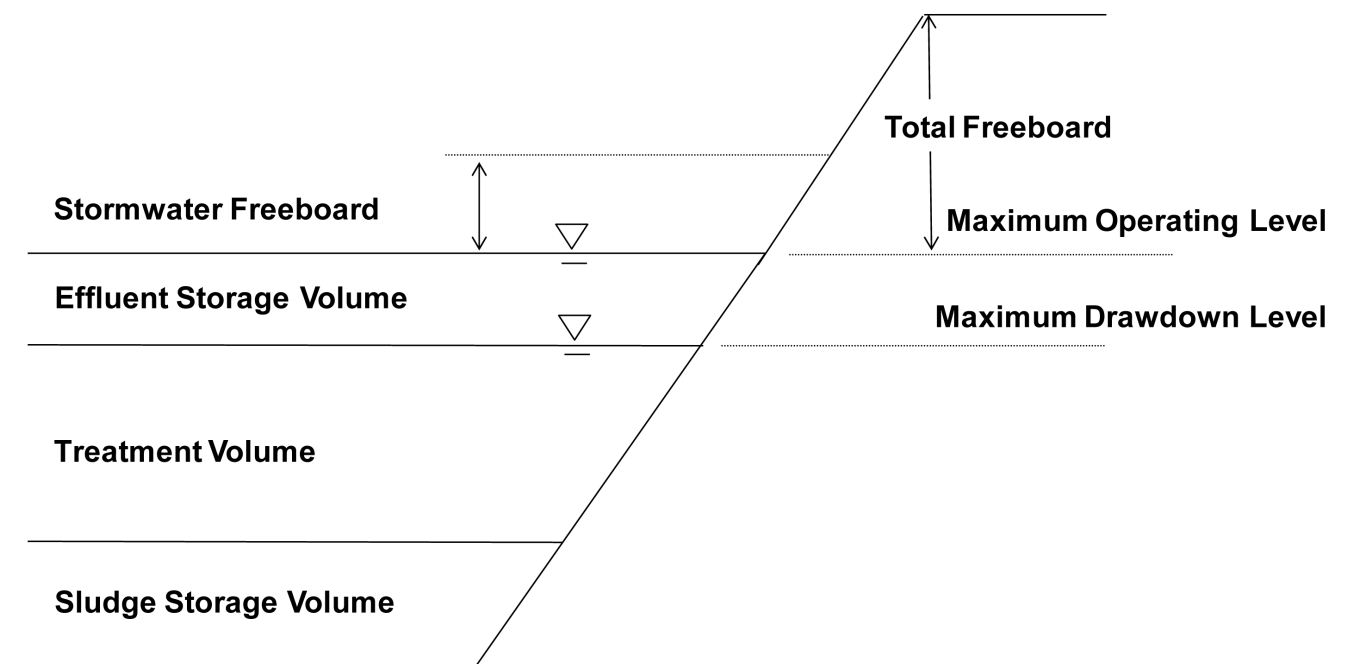 Total Freeboard
Stormwater Freeboard
Maximum Operating Level
Effluent Storage Volume
Maximum Drawdown Level
Treatment Volume
Sludge Storage Volume